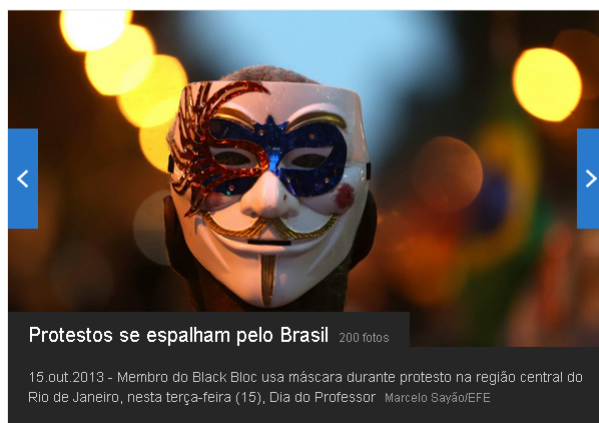 Protestos se espalham pelo Brasil 200 fotos
15.out.2013 - Membro do Black Bloc usa máscara durante protesto na região central do
Rio de Janeiro, nesta terça-feira (15), Dia do Professor Marcelo Sayão/EFE